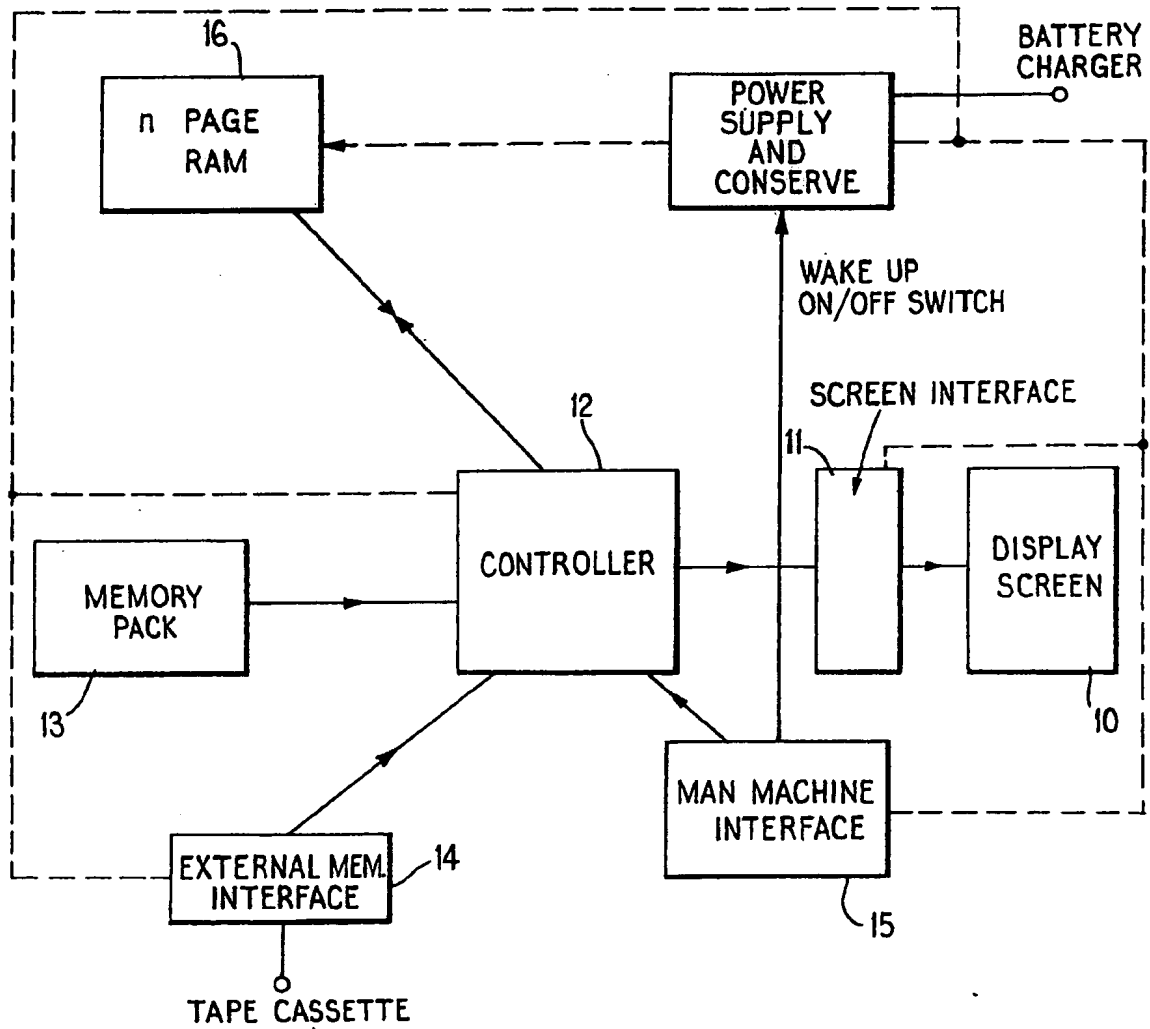 16
n PAGE
RAM
POWER
SUPPLY
AND
CONSERVE
BATTERY
CHARGER
WAKE UP
ON/OFF SWITCH
SCREEN INTERFACE
12
11
CONTROLLER
DISPLAY
SCREEN
10
MEMORY
PACK
13
MAN MACHINE
INTERFACE
15
EXTERNAL MEM.
INTERFACE
14
TAPE CASSETTE